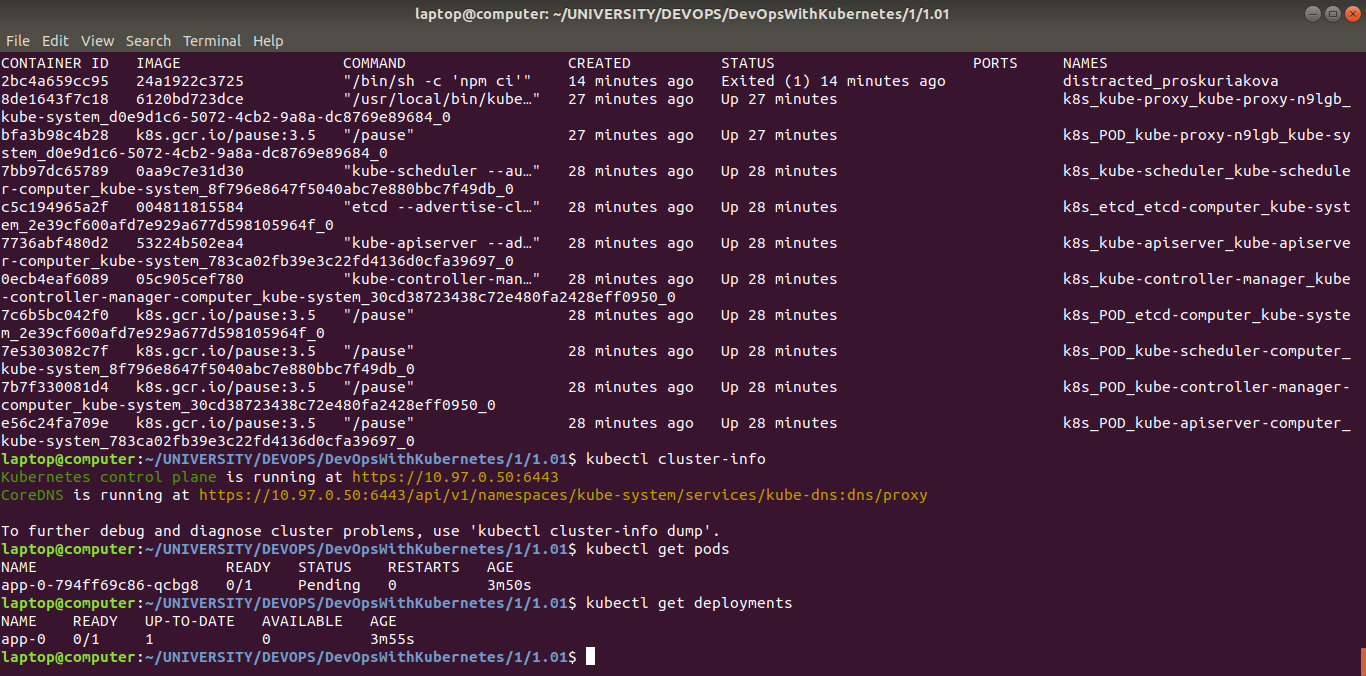 laptop@computer: ~/UNIVERSITY/DEVOPS/DevOpsWithKubernetes/1/1.01
File Edit View Search Terminal Help
CONTAINER ID   IMAGE                  COMMAND                  CREATED          STATUS                      PORTS     NAMES
2bc4a659cc95   24a1922c3725           "/bin/sh -c 'npm ci'"    14 minutes ago   Exited (1) 14 minutes ago             distracted_proskuriakova
8de1643f7c18   6120bd723dce           "/usr/local/bin/kube…"   27 minutes ago   Up 27 minutes                         k8s_kube-proxy_kube-proxy-n9lgb_
kube-system_d0e9d1c6-5072-4cb2-9a8a-dc8769e89684_0
bfa3b98c4b28   k8s.gcr.io/pause:3.5   "/pause"                 27 minutes ago   Up 27 minutes                         k8s_POD_kube-proxy-n9lgb_kube-sy
stem_d0e9d1c6-5072-4cb2-9a8a-dc8769e89684_0
7bb97dc65789   0aa9c7e31d30           "kube-scheduler --au…"   28 minutes ago   Up 28 minutes                         k8s_kube-scheduler_kube-schedule
r-computer_kube-system_8f796e8647f5040abc7e880bbc7f49db_0
c5c194965a2f   004811815584           "etcd --advertise-cl…"   28 minutes ago   Up 28 minutes                         k8s_etcd_etcd-computer_kube-syst
em_2e39cf600afd7e929a677d598105964f_0
7736abf480d2   53224b502ea4           "kube-apiserver --ad…"   28 minutes ago   Up 28 minutes                         k8s_kube-apiserver_kube-apiserve
r-computer_kube-system_783ca02fb39e3c22fd4136d0cfa39697_0
0ecb4eaf6089   05c905cef780           "kube-controller-man…"   28 minutes ago   Up 28 minutes                         k8s_kube-controller-manager_kube
-controller-manager-computer_kube-system_30cd38723438c72e480fa2428eff0950_0
7c6b5bc042f0   k8s.gcr.io/pause:3.5   "/pause"                 28 minutes ago   Up 28 minutes                         k8s_POD_etcd-computer_kube-syste
m_2e39cf600afd7e929a677d598105964f_0
7e5303082c7f   k8s.gcr.io/pause:3.5   "/pause"                 28 minutes ago   Up 28 minutes                         k8s_POD_kube-scheduler-computer_
kube-system_8f796e8647f5040abc7e880bbc7f49db_0
7b7f330081d4   k8s.gcr.io/pause:3.5   "/pause"                 28 minutes ago   Up 28 minutes                         k8s_POD_kube-controller-manager-
computer_kube-system_30cd38723438c72e480fa2428eff0950_0
e56c24fa709e   k8s.gcr.io/pause:3.5   "/pause"                 28 minutes ago   Up 28 minutes                         k8s_POD_kube-apiserver-computer_
kube-system_783ca02fb39e3c22fd4136d0cfa39697_0
laptop@computer:~/UNIVERSITY/DEVOPS/DevOpsWithKubernetes/1/1.01$ kubectl cluster-info
Kubernetes control plane is running at https://10.97.0.50:6443
CoreDNS is running at https://10.97.0.50:6443/api/v1/namespaces/kube-system/services/kube-dns:dns/proxy
To further debug and diagnose cluster problems, use 'kubectl cluster-info dump'.
laptop@computer:~/UNIVERSITY/DEVOPS/DevOpsWithKubernetes/1/1.01$ kubectl get pods
NAME                     READY   STATUS    RESTARTS   AGE
app-0-794ff69c86-qcbg8   0/1     Pending   0          3m50s
laptop@computer:~/UNIVERSITY/DEVOPS/DevOpsWithKubernetes/1/1.01$ kubectl get deployments
NAME    READY   UP-TO-DATE   AVAILABLE   AGE
app-0   0/1     1            0           3m55s
laptop@computer:~/UNIVERSITY/DEVOPS/DevOpsWithKubernetes/1/1.01$